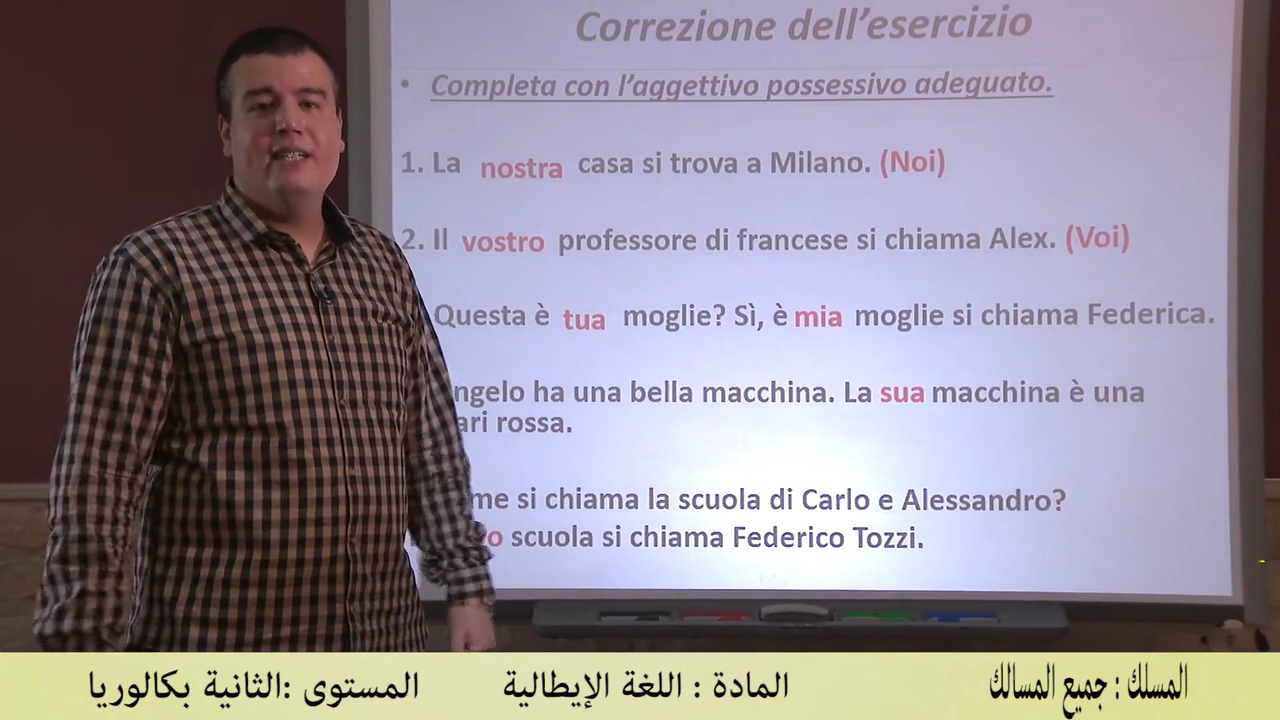 Correzione dell'esercizio
• Completa con l'aggettivo possessivo adeguato.
1. La nostra casa si trova a Milano. (Noi)
2. Il vostro professore di francese si chiama Alex. (Voi)
Questa è tua moglie? Sì, è mia moglie si chiama Federica.
ngelo ha una bella macchina. La sua macchina è una
ari rossa.
me si chiama la scuola di Carlo e Alessandro?
ro scuola si chiama Federico Tozzi.
المسلك : جميع المسالك
المادة : اللغة الإيطالية
المستوى :الثانية بكالوريا